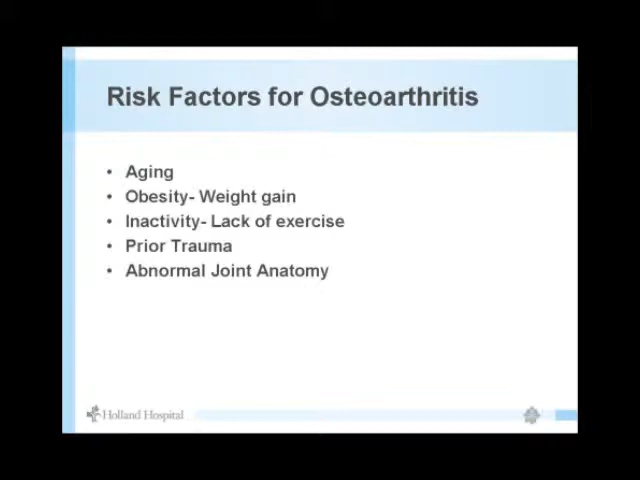 Risk Factors for Osteoarthritis
• Aging
• Obesity- Weight gain
• Inactivity- Lack of exercise
• Prior Trauma
• Abnormal Joint Anatomy
Holland Hospital